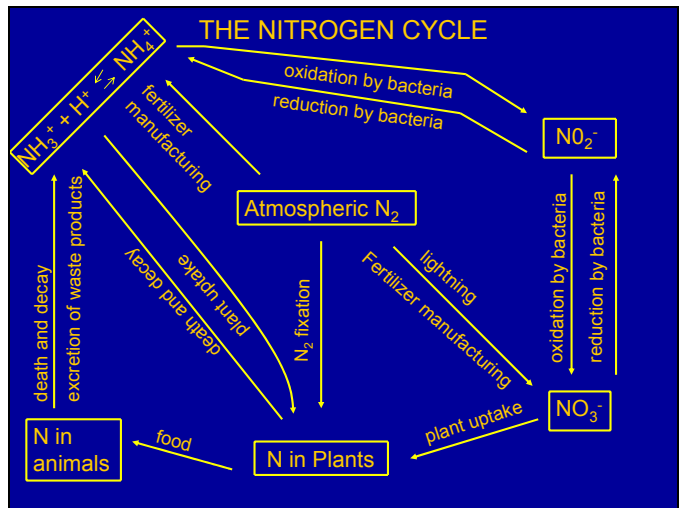 THE NITROGEN CYCLE
NH₃⁺ + H⁺ ⇄ NH₄⁺
oxidation by bacteria
reduction by bacteria
fertilizer
manufacturing
N0₂⁻
Atmospheric N₂
death and decay
excretion of waste products
plant uptake
death and decay
N₂ fixation
lightning
Fertilizer manufacturing
oxidation by bacteria
reduction by bacteria
NO₃⁻
plant uptake
N in
animals
food
N in Plants